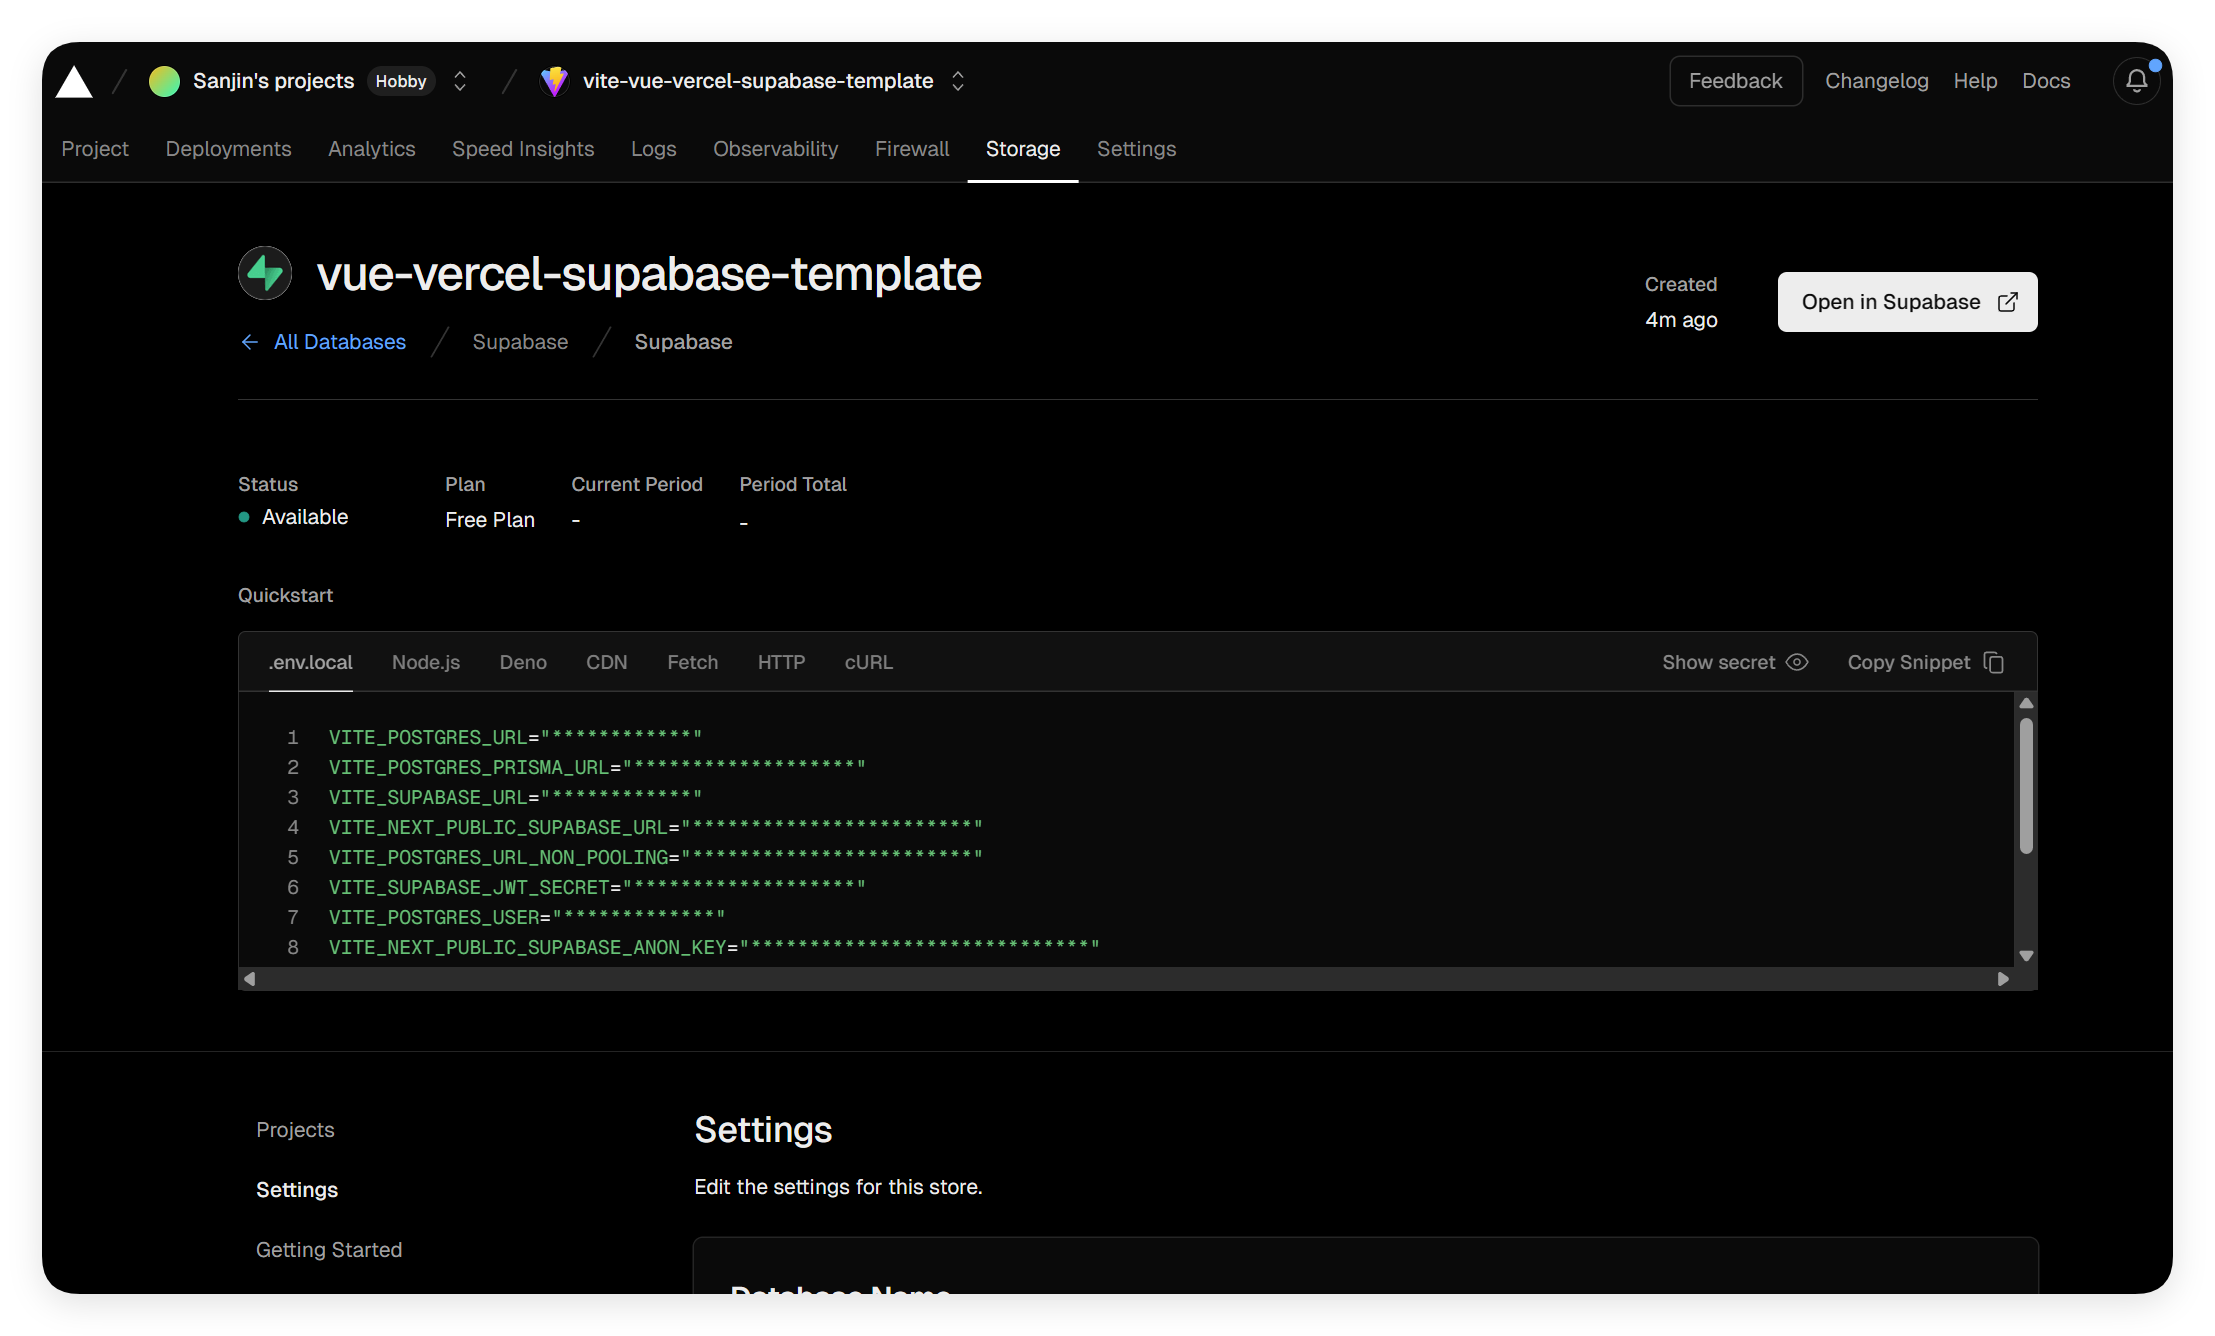 Sanjin's projects Hobby vite-vue-vercel-supabase-template Feedback Changelog Help Docs
Project Deployments Analytics Speed Insights Logs Observability Firewall Storage Settings
vue-vercel-supabase-template
← All Databases / Supabase / Supabase
Created
4m ago
Open in Supabase
Status Plan Current Period Period Total
Available Free Plan - -
Quickstart
.env.local Node.js Deno CDN Fetch HTTP cURL Show secret Copy Snippet
1 VITE_POSTGRES_URL="************"
2 VITE_POSTGRES_PRISMA_URL="*******************"
3 VITE_SUPABASE_URL="************"
4 VITE_NEXT_PUBLIC_SUPABASE_URL="************************"
5 VITE_POSTGRES_URL_NON_POOLING="************************"
6 VITE_SUPABASE_JWT_SECRET="*******************"
7 VITE_POSTGRES_USER="*************"
8 VITE_NEXT_PUBLIC_SUPABASE_ANON_KEY="*****************************"
Projects
Settings
Getting Started
Settings
Edit the settings for this store.
Database Name